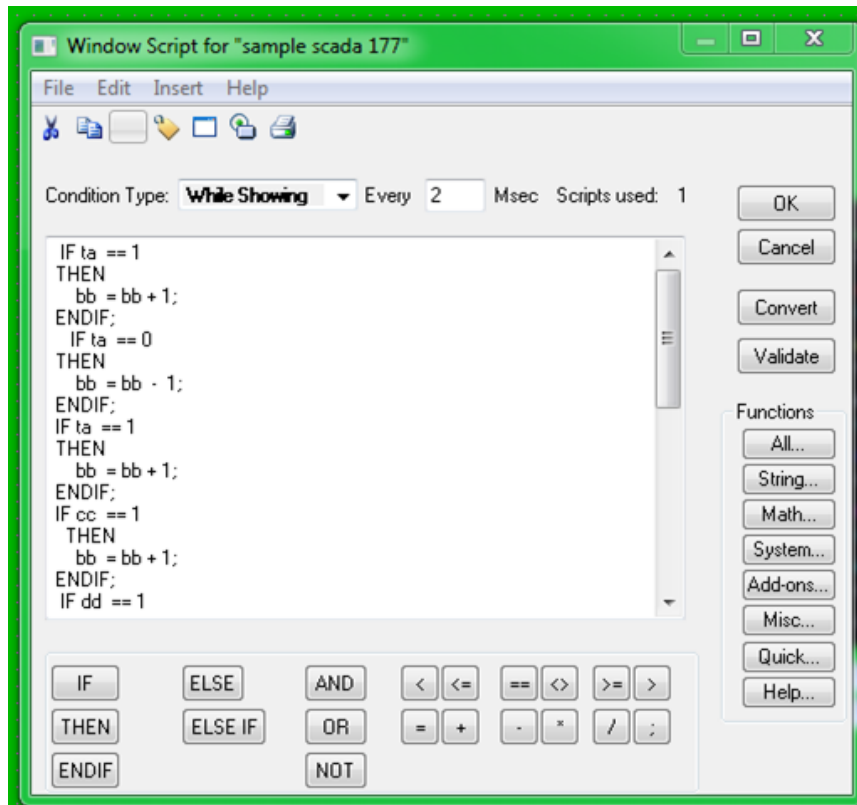 Window Script for "sample scada 177"
File Edit Insert Help
Condition Type: While Showing Every 2 Msec Scripts used: 1
OK
Cancel
Convert
Validate
IF ta == 1
THEN
bb = bb + 1;
ENDIF;
IF ta == 0
THEN
bb = bb - 1;
ENDIF;
IF ta == 1
THEN
bb = bb + 1;
ENDIF;
IF cc == 1
THEN
bb = bb + 1;
ENDIF;
IF dd == 1
Functions
All...
String...
Math...
System...
Add-ons...
Misc...
Quick...
Help...
IF ELSE AND < <= == <> >= >
THEN ELSE IF OR = + - * / ;
ENDIF NOT